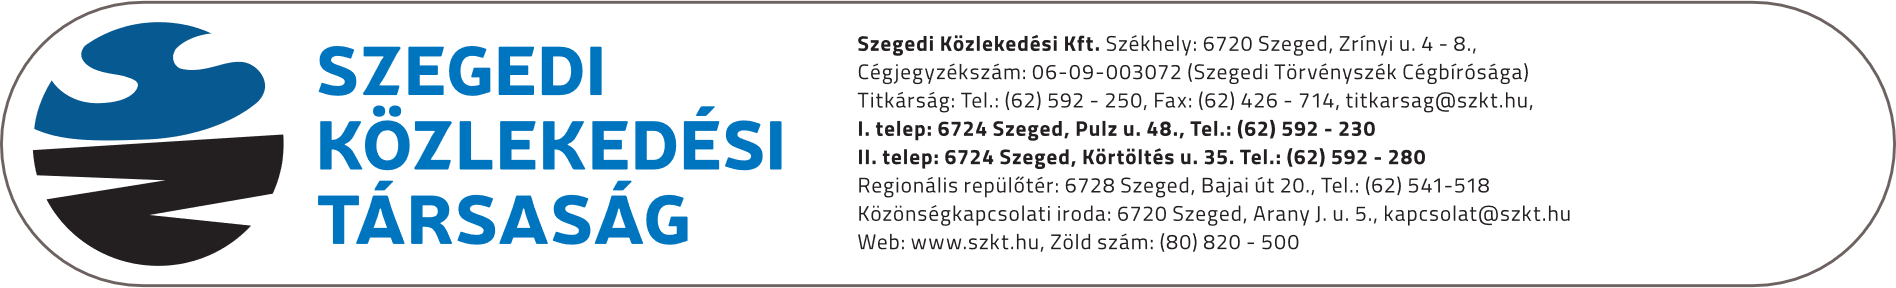 SZEGEDI
KÖZLEKEDÉSI
TÁRSASÁG
Szegedi Közlekedési Kft. Székhely: 6720 Szeged, Zrínyi u. 4 - 8.,
Cégjegyzékszám: 06-09-003072 (Szegedi Törvényszék Cégbírósága)
Titkárság: Tel.: (62) 592 - 250, Fax: (62) 426 - 714, titkarsag@szkt.hu,
I. telep: 6724 Szeged, Pulz u. 48., Tel.: (62) 592 - 230
II. telep: 6724 Szeged, Körtöltés u. 35. Tel.: (62) 592 - 280
Regionális repülőtér: 6728 Szeged, Bajai út 20., Tel.: (62) 541-518
Közönségkapcsolati iroda: 6720 Szeged, Arany J. u. 5., kapcsolat@szkt.hu
Web: www.szkt.hu, Zöld szám: (80) 820 - 500